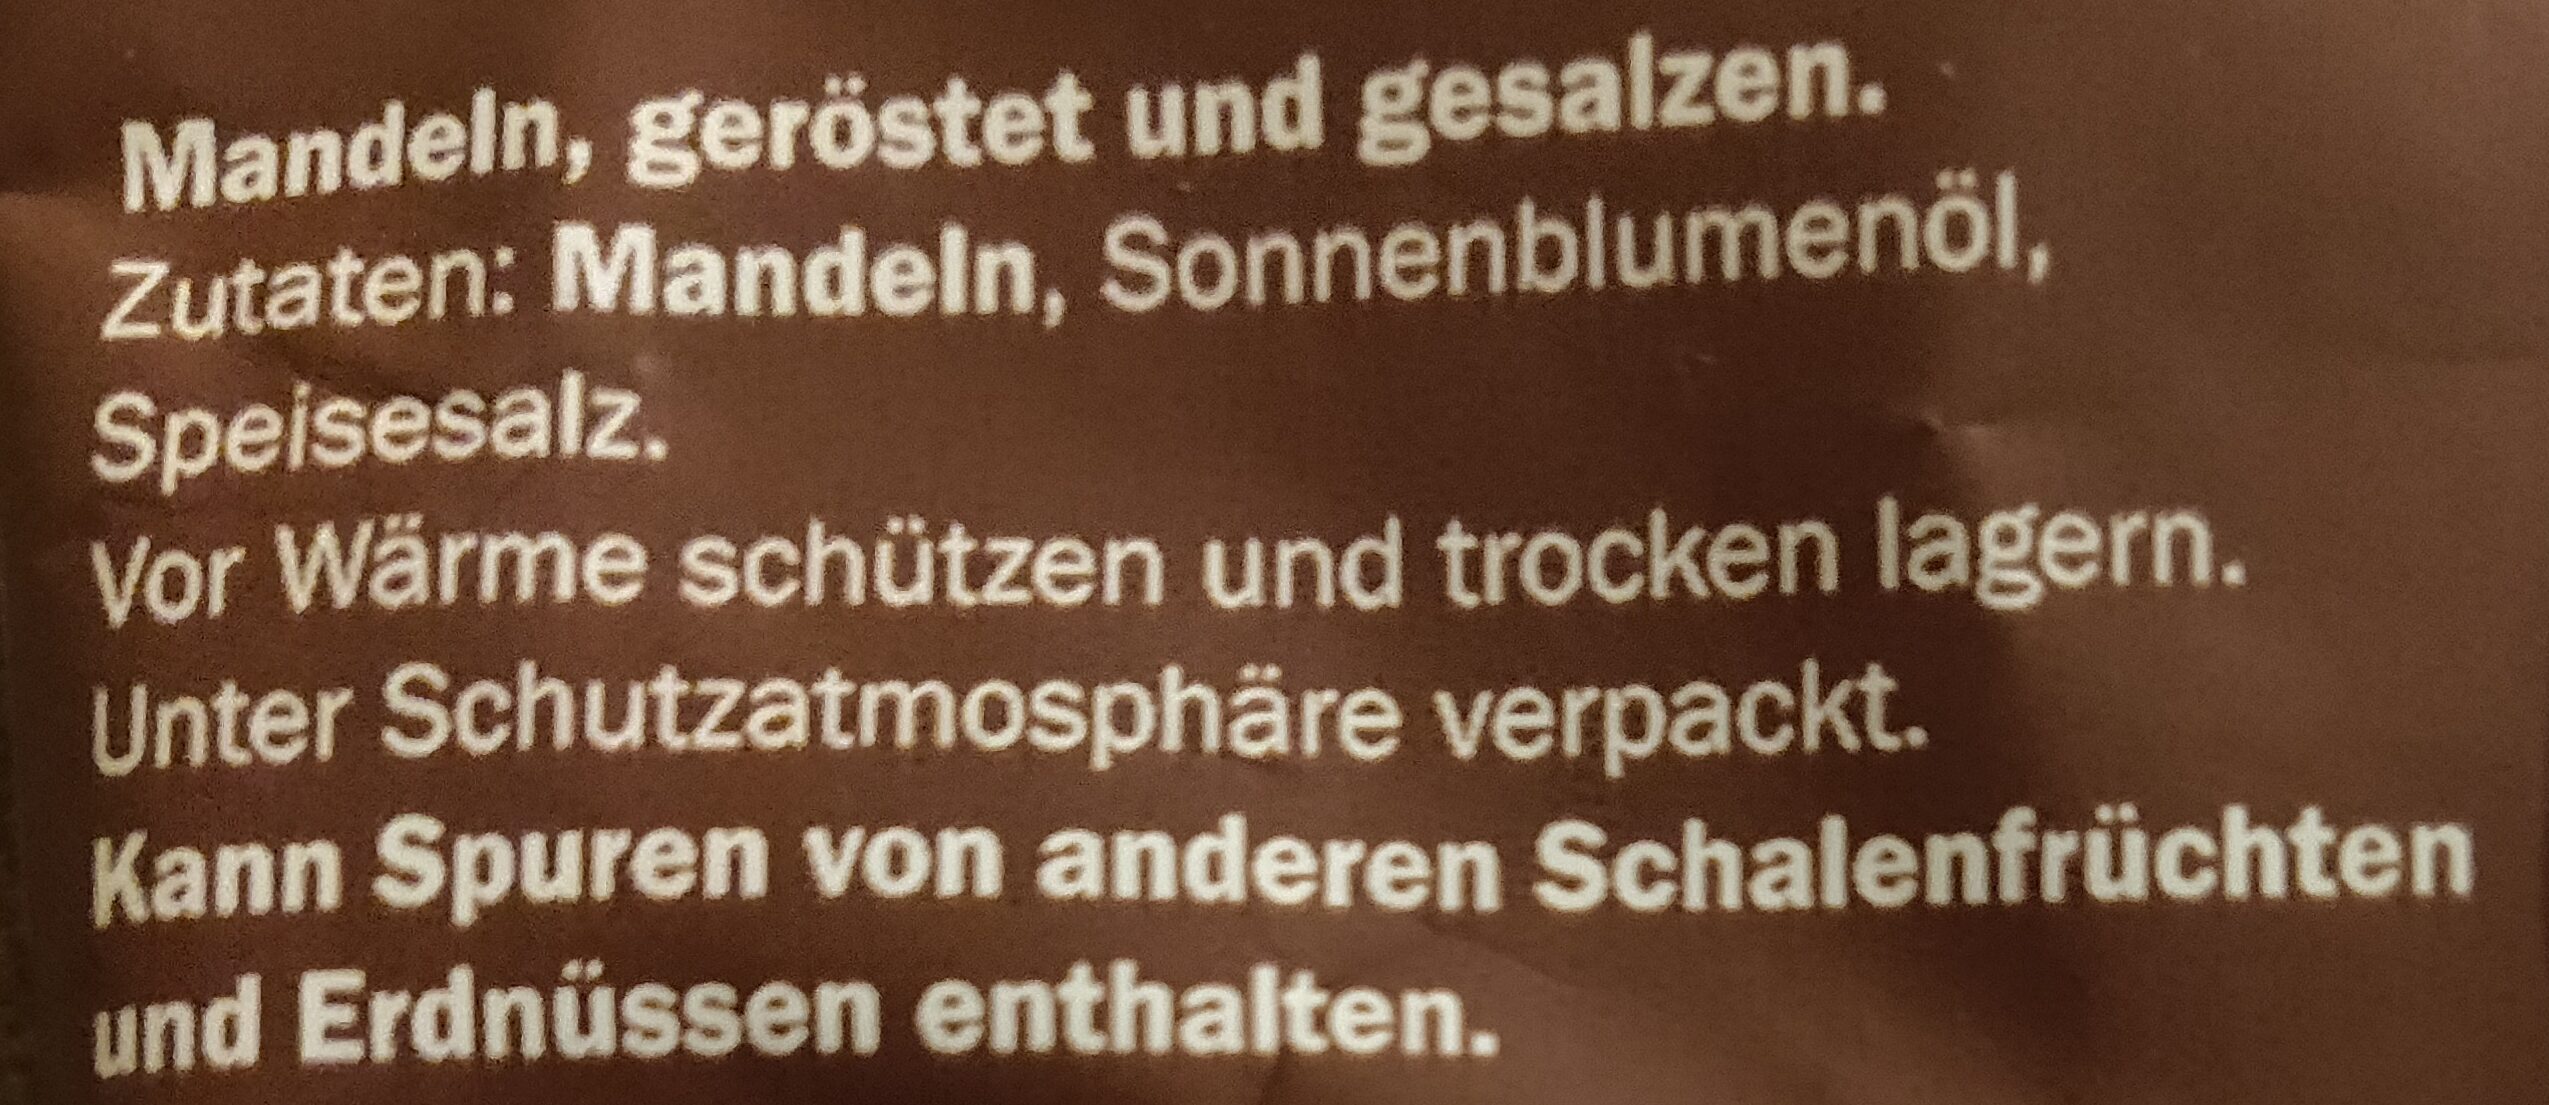 Mandeln, geröstet und gesalzen.
Zutaten: Mandeln, Sonnenblumenöl,
Speisesalz.
Vor Wärme schützen und trocken lagern.
Unter Schutzatmosphäre verpackt.
Kann Spuren von anderen Schalenfrüchten
und Erdnüssen enthalten.